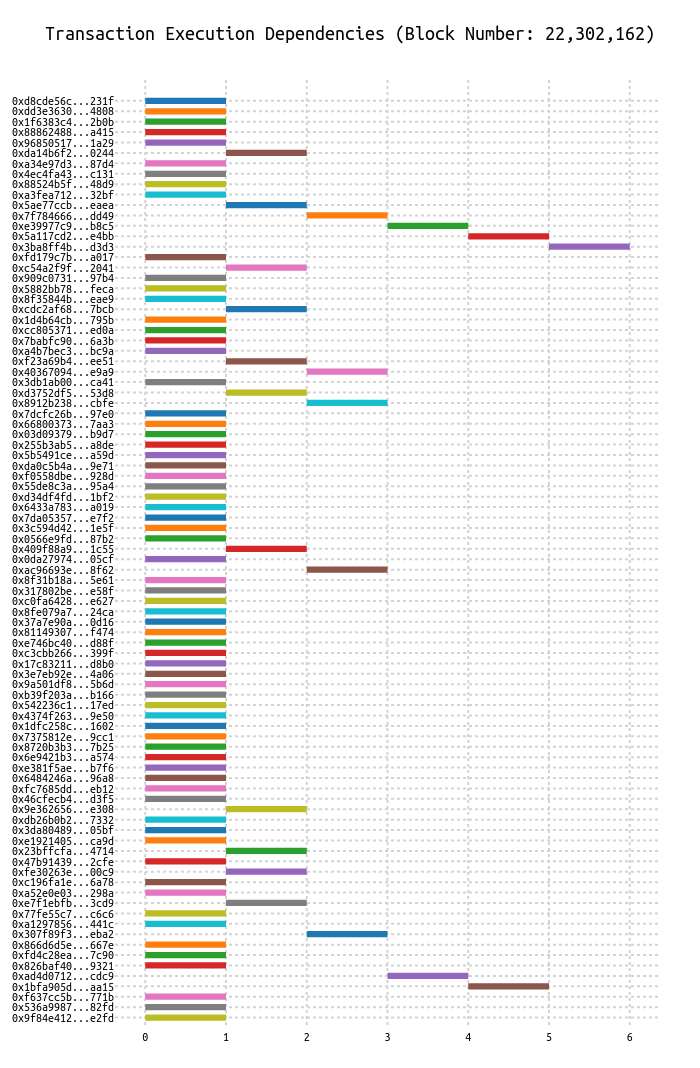 Transaction Execution Dependencies (Block Number: 22,302,162)
0xd8cde56c...231f
0xdd3e3630...4808
0x1f6383c4...2b0b
0x88862488...a415
0x96850517...1a29
0xda14b6f2...0244
0xa34e97d3...87d4
0x4ec4fa43...c131
0x88524b5f...48d9
0xa3fea712...32bf
0x5ae77ccb...eaea
0x7f784666...dd49
0xe39977c9...b8c5
0x5a117cd2...e4bb
0x3ba8ff4b...d3d3
0xfd179c7b...a017
0xc54a2f9f...2041
0x909c0731...97b4
0x5882bb78...feca
0x8f35844b...eae9
0xcdc2af68...7bcb
0x1d4b64cb...795b
0xcc805371...ed0a
0x7babfc90...6a3b
0xa4b7bec3...bc9a
0xf23a69b4...ee51
0x40367094...e9a9
0x3db1ab00...ca41
0xd3752df5...53d8
0x8912b238...cbfe
0x7dcfc26b...97e0
0x66800373...7aa3
0x03d09379...b9d7
0x255b3ab5...a8de
0x5b5491ce...a59d
0xda0c5b4a...9e71
0xf0558dbe...928d
0x55de8c3a...95a4
0xd34df4fd...1bf2
0x6433a783...a019
0x7da05357...e7f2
0x3c594d42...1e5f
0x0566e9fd...87b2
0x409f88a9...1c55
0x0da27974...05cf
0xac96693e...8f62
0x8f31b18a...5e61
0x317802be...e58f
0xc0fa6428...e627
0x8fe079a7...24ca
0x37a7e90a...0d16
0x81149307...f474
0xe746bc40...d88f
0xc3cbb266...399f
0x17c83211...d8b0
0x3e7eb92e...4a06
0x9a501df8...5b6d
0xb39f203a...b166
0x542236c1...17ed
0x4374f263...9e50
0x1dfc258c...1602
0x7375812e...9cc1
0x8720b3b3...7b25
0x6e9421b3...a574
0xe381f5ae...b7f6
0x6484246a...96a8
0xfc7685dd...eb12
0x46cfecb4...d3f5
0x9e362656...e308
0xdb26b0b2...7332
0x3da80489...05bf
0xe1921405...ca9d
0x23bffcfa...4714
0x47b91439...2cfe
0xfe30263e...00c9
0xc196fa1e...6a78
0xa52e0e03...298a
0xe7f1ebfb...3cd9
0x77fe55c7...c6c6
0xa1297856...441c
0x307f89f3...eba2
0x866d6d5e...667e
0xfd4c28ea...7c90
0x826baf40...9321
0xad4d0712...cdc9
0x1bfa905d...aa15
0xf637cc5b...771b
0x536a9987...82fd
0x9f84e412...e2fd
0 1 2 3 4 5 6